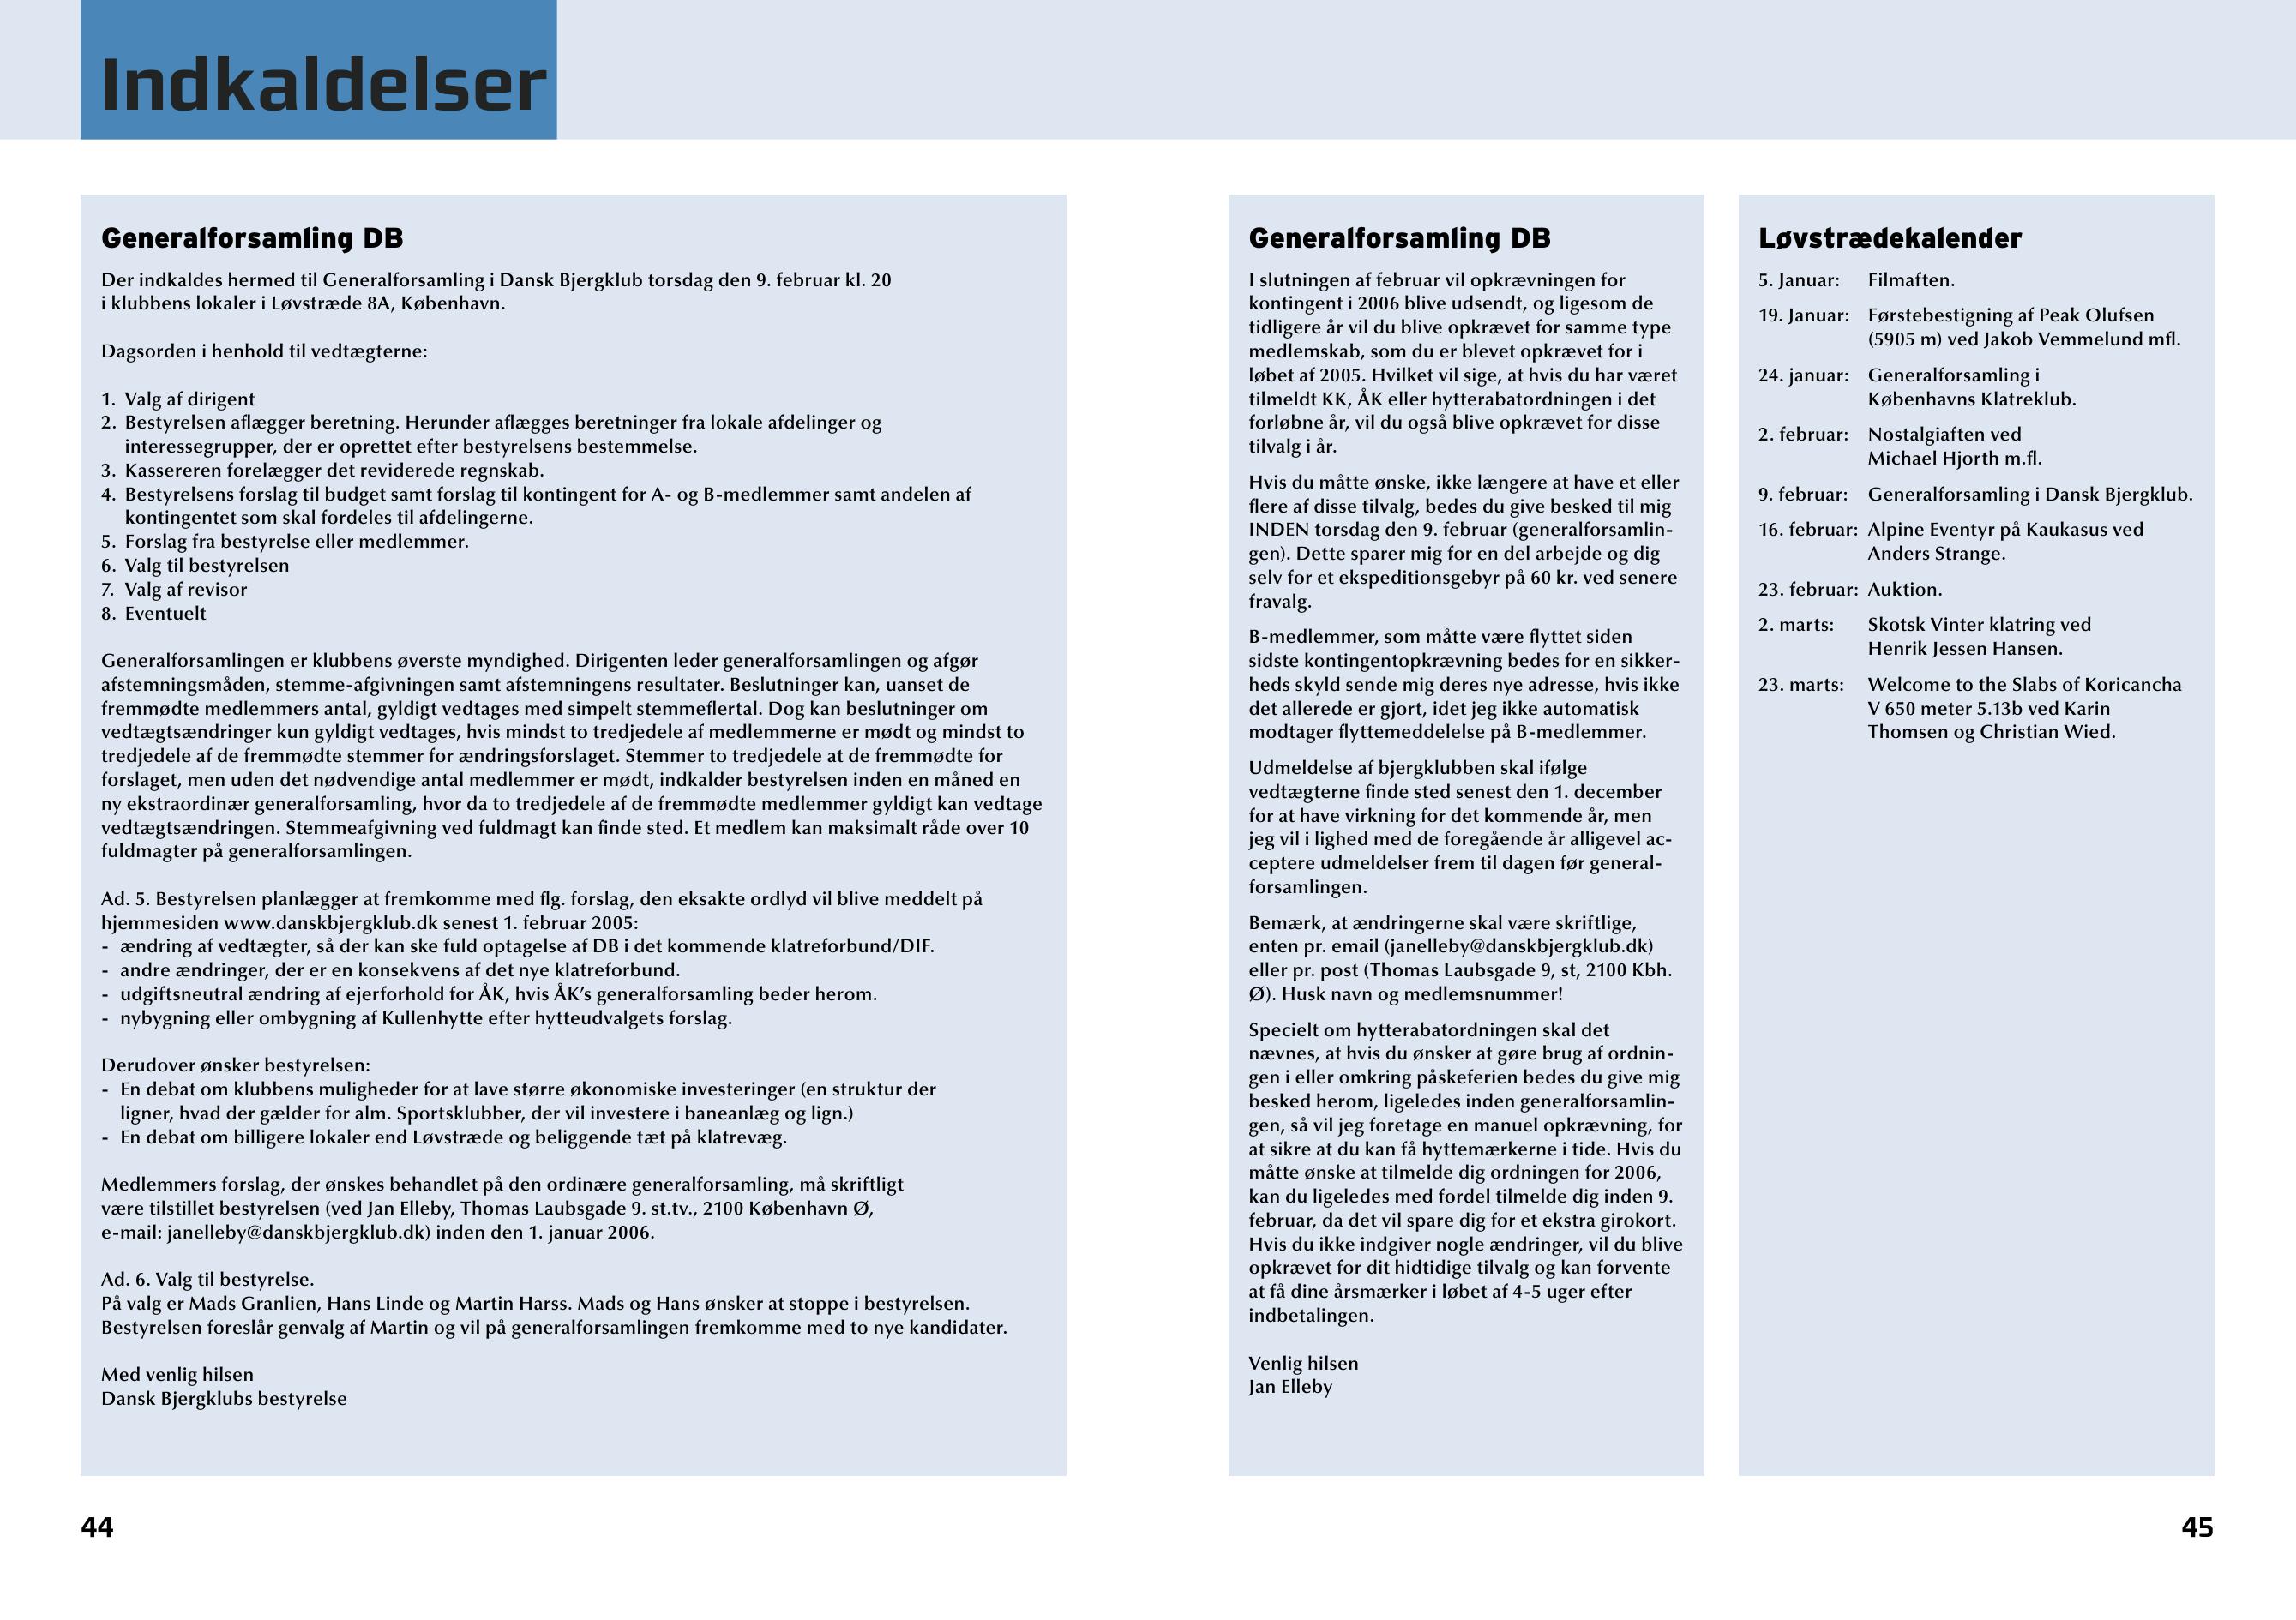 Indkaldelser
Generalforsamling DB
Der indkaldes hermed til Generalforsamling i Dansk Bjergklub torsdag den 9. februar kl. 20
i klubbens lokaler i Løvstræde 8A, København.
Dagsorden i henhold til vedtægterne:
1. Valg af dirigent
2. Bestyrelsen aflægger beretning. Herunder aflægges beretninger fra lokale afdelinger og
interessegrupper, der er oprettet efter bestyrelsens bestemmelse.
3. Kassereren forelægger det reviderede regnskab.
4. Bestyrelsens forslag til budget samt forslag til kontingent for A- og B-medlemmer samt andelen af
kontingentet som skal fordeles til afdelingerne.
5. Forslag fra bestyrelse eller medlemmer.
6. Valg til bestyrelsen
7. Valg af revisor
8. Eventuelt
Generalforsamlingen er klubbens øverste myndighed. Dirigenten leder generalforsamlingen og afgør
afstemningsmåden, stemme-afgivningen samt afstemningens resultater. Beslutninger kan, uanset de
fremmødte medlemmers antal, gyldigt vedtages med simpelt stemmeflertal. Dog kan beslutninger om
vedtægtsændringer kun gyldigt vedtages, hvis mindst to tredjedele af medlemmerne er mødt og mindst to
tredjedele af de fremmødte stemmer for ændringsforslaget. Stemmer to tredjedele at de fremmødte for
forslaget, men uden det nødvendige antal medlemmer er mødt, indkalder bestyrelsen inden en måned en
ny ekstraordinær generalforsamling, hvor da to tredjedele af de fremmødte medlemmer gyldigt kan vedtage
vedtægtsændringen. Stemmeafgivning ved fuldmagt kan finde sted. Et medlem kan maksimalt råde over 10
fuldmagter på generalforsamlingen.
Ad. 5. Bestyrelsen planlægger at fremkomme med flg. forslag, den eksakte ordlyd vil blive meddelt på
hjemmesiden www.danskbjergklub.dk senest 1. februar 2005:
- ændring af vedtægter, så der kan ske fuld optagelse af DB i det kommende klatreforbund/DIF.
- andre ændringer, der er en konsekvens af det nye klatreforbund.
- udgiftsneutral ændring af ejerforhold for ÅK, hvis ÅK’s generalforsamling beder herom.
- nybygning eller ombygning af Kullenhytte efter hytteudvalgets forslag.
Derudover ønsker bestyrelsen:
- En debat om klubbens muligheder for at lave større økonomiske investeringer (en struktur der
ligner, hvad der gælder for alm. Sportsklubber, der vil investere i baneanlæg og lign.)
- En debat om billigere lokaler end Løvstræde og beliggende tæt på klatrevæg.
Medlemmers forslag, der ønskes behandlet på den ordinære generalforsamling, må skriftligt
være tilstillet bestyrelsen (ved Jan Elleby, Thomas Laubsgade 9. st.tv., 2100 København Ø,
e-mail: janelleby@danskbjergklub.dk) inden den 1. januar 2006.
Ad. 6. Valg til bestyrelse.
På valg er Mads Granlien, Hans Linde og Martin Harss. Mads og Hans ønsker at stoppe i bestyrelsen.
Bestyrelsen foreslår genvalg af Martin og vil på generalforsamlingen fremkomme med to nye kandidater.
Med venlig hilsen
Dansk Bjergklubs bestyrelse
44
Generalforsamling DB
I slutningen af februar vil opkrævningen for
kontingent i 2006 blive udsendt, og ligesom de
tidligere år vil du blive opkrævet for samme type
medlemskab, som du er blevet opkrævet for i
løbet af 2005. Hvilket vil sige, at hvis du har været
tilmeldt KK, ÅK eller hytterabatordningen i det
forløbne år, vil du også blive opkrævet for disse
tilvalg i år.
Hvis du måtte ønske, ikke længere at have et eller
flere af disse tilvalg, bedes du give besked til mig
INDEN torsdag den 9. februar (generalforsamlin-
gen). Dette sparer mig for en del arbejde og dig
selv for et ekspeditionsgebyr på 60 kr. ved senere
fravalg.
B-medlemmer, som måtte være flyttet siden
sidste kontingentopkrævning bedes for en sikker-
heds skyld sende mig deres nye adresse, hvis ikke
det allerede er gjort, idet jeg ikke automatisk
modtager flyttemeddelelse på B-medlemmer.
Udmeldelse af bjergklubben skal ifølge
vedtægterne finde sted senest den 1. december
for at have virkning for det kommende år, men
jeg vil i lighed med de foregående år alligevel ac-
ceptere udmeldelser frem til dagen før general-
forsamlingen.
Bemærk, at ændringerne skal være skriftlige,
enten pr. email (janelleby@danskbjergklub.dk)
eller pr. post (Thomas Laubsgade 9, st, 2100 Kbh.
Ø). Husk navn og medlemsnummer!
Specielt om hytterabatordningen skal det
nævnes, at hvis du ønsker at gøre brug af ordnin-
gen i eller omkring påskeferien bedes du give mig
besked herom, ligeledes inden generalforsamlin-
gen, så vil jeg foretage en manuel opkrævning, for
at sikre at du kan få hyttemærkerne i tide. Hvis du
måtte ønske at tilmelde dig ordningen for 2006,
kan du ligeledes med fordel tilmelde dig inden 9.
februar, da det vil spare dig for et ekstra girokort.
Hvis du ikke indgiver nogle ændringer, vil du blive
opkrævet for dit hidtidige tilvalg og kan forvente
at få dine årsmærker i løbet af 4-5 uger efter
indbetalingen.
Venlig hilsen
Jan Elleby
Løvstrædekalender
5. Januar: Filmaften.
19. Januar: Førstebestigning af Peak Olufsen
(5905 m) ved Jakob Vemmelund mfl.
24. januar: Generalforsamling i
Københavns Klatreklub.
2. februar: Nostalgiaften ved
Michael Hjorth m.fl.
9. februar: Generalforsamling i Dansk Bjergklub.
16. februar: Alpine Eventyr på Kaukasus ved
Anders Strange.
23. februar: Auktion.
2. marts: Skotsk Vinter klatring ved
Henrik Jessen Hansen.
23. marts: Welcome to the Slabs of Koricancha
V 650 meter 5.13b ved Karin
Thomsen og Christian Wied.
45